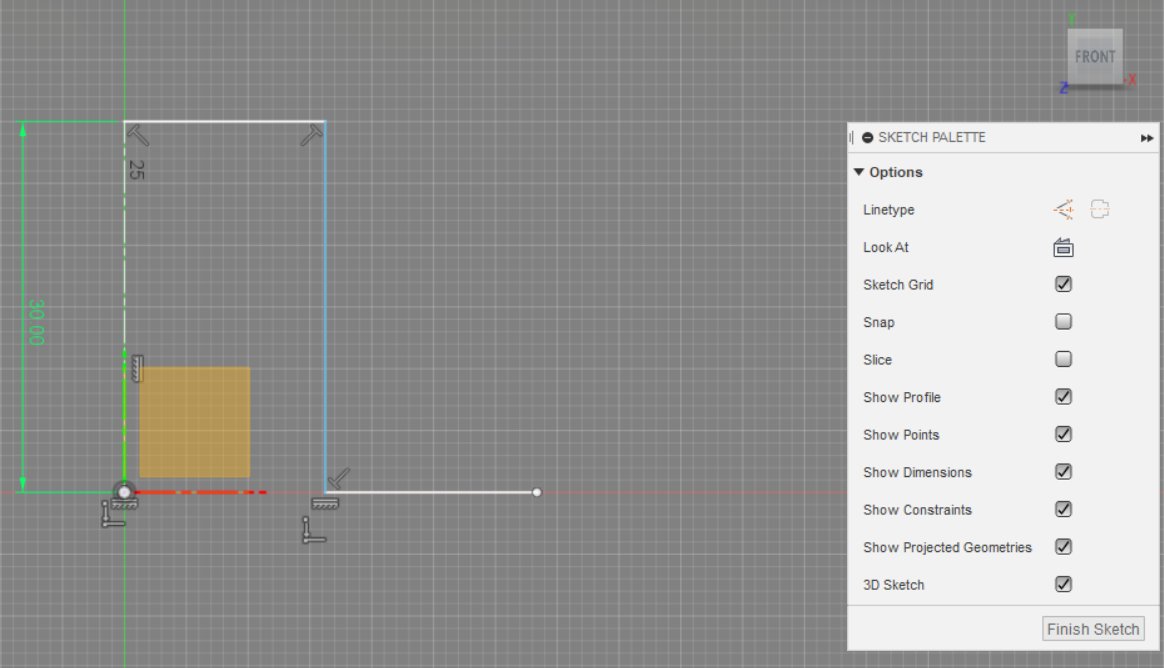 Y
FRONT
X
Z
SKETCH PALETTE
25
Options
Linetype
Look At
Sketch Grid
30.00
Snap
Slice
Show Profile
Show Points
Show Dimensions
Show Constraints
Show Projected Geometries
3D Sketch
Finish Sketch